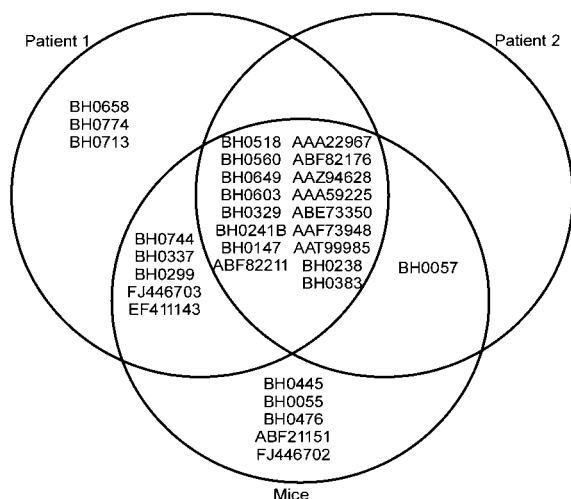 Patient 1
Patient 2
BH0658
BH0774
BH0713
BH0518 AAA22967
BH0560 ABF82176
BH0649 AAZ94628
BH0603 AAA59225
BH0329 ABE73350
BH0241B AAF73948
BH0147 AAT99985
ABF82211 BH0238
BH0383
BH0744
BH0337
BH0299
FJ446703
EF411143
BH0057
BH0445
BH0055
BH0476
ABF21151
FJ446702
Mice